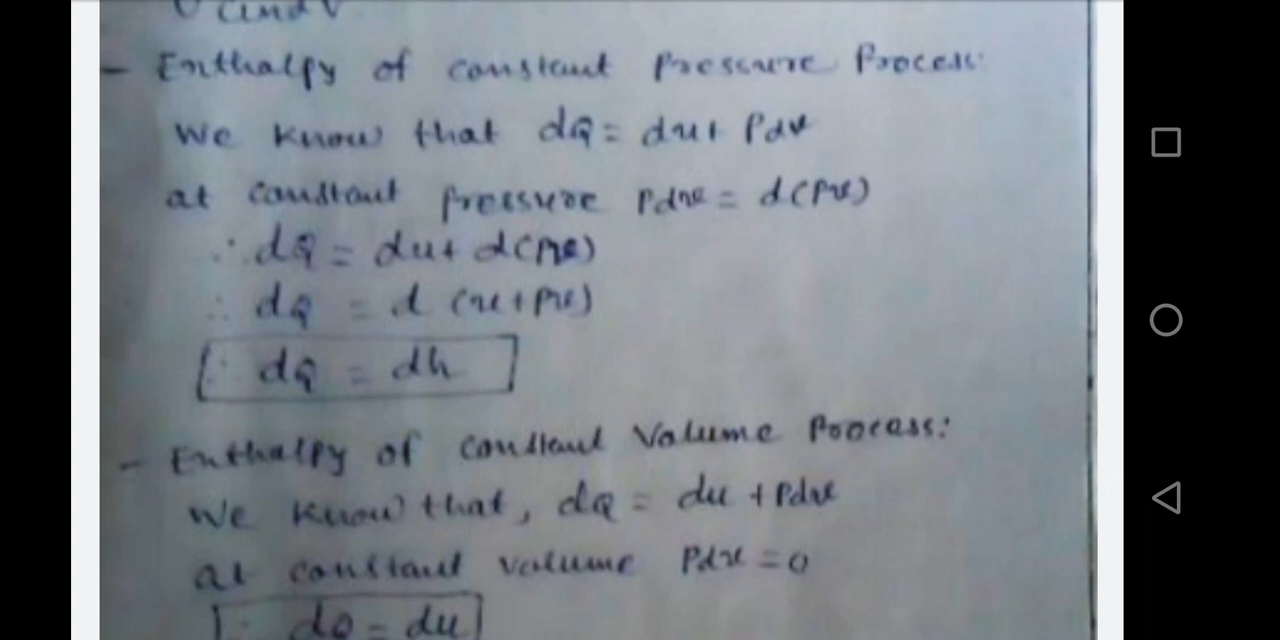 - Enthalpy of constant Pressure Process:
We know that dQ = du + Pdv
at constant pressure Pdv = d(Pv)
∴ dQ = du + d(Pv)
∴ dQ = d (u + Pv)
∴ dQ = dh
- Enthalpy of constant Volume Process:
We know that, dQ = du + Pdv
at constant volume Pdv = 0
∴ dQ = du